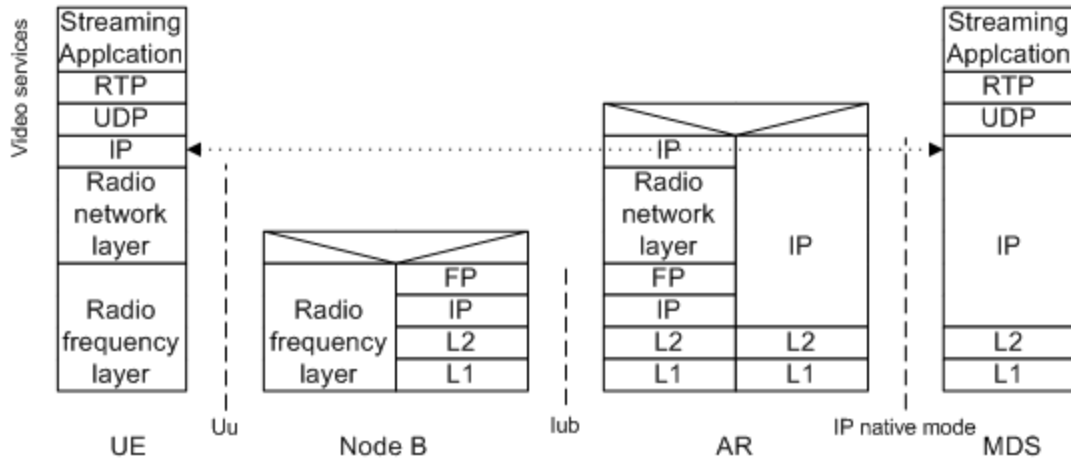 Video services
Streaming
Applcation
RTP
UDP
IP
Radio
network
layer
Radio
frequency
layer
UE
Uu
Radio
frequency
layer
FP
IP
L2
L1
Node B
Iub
IP
Radio
network
layer
FP
IP
L2
L1
IP
L2
L1
AR
IP native mode
Streaming
Applcation
RTP
UDP
IP
L2
L1
MDS